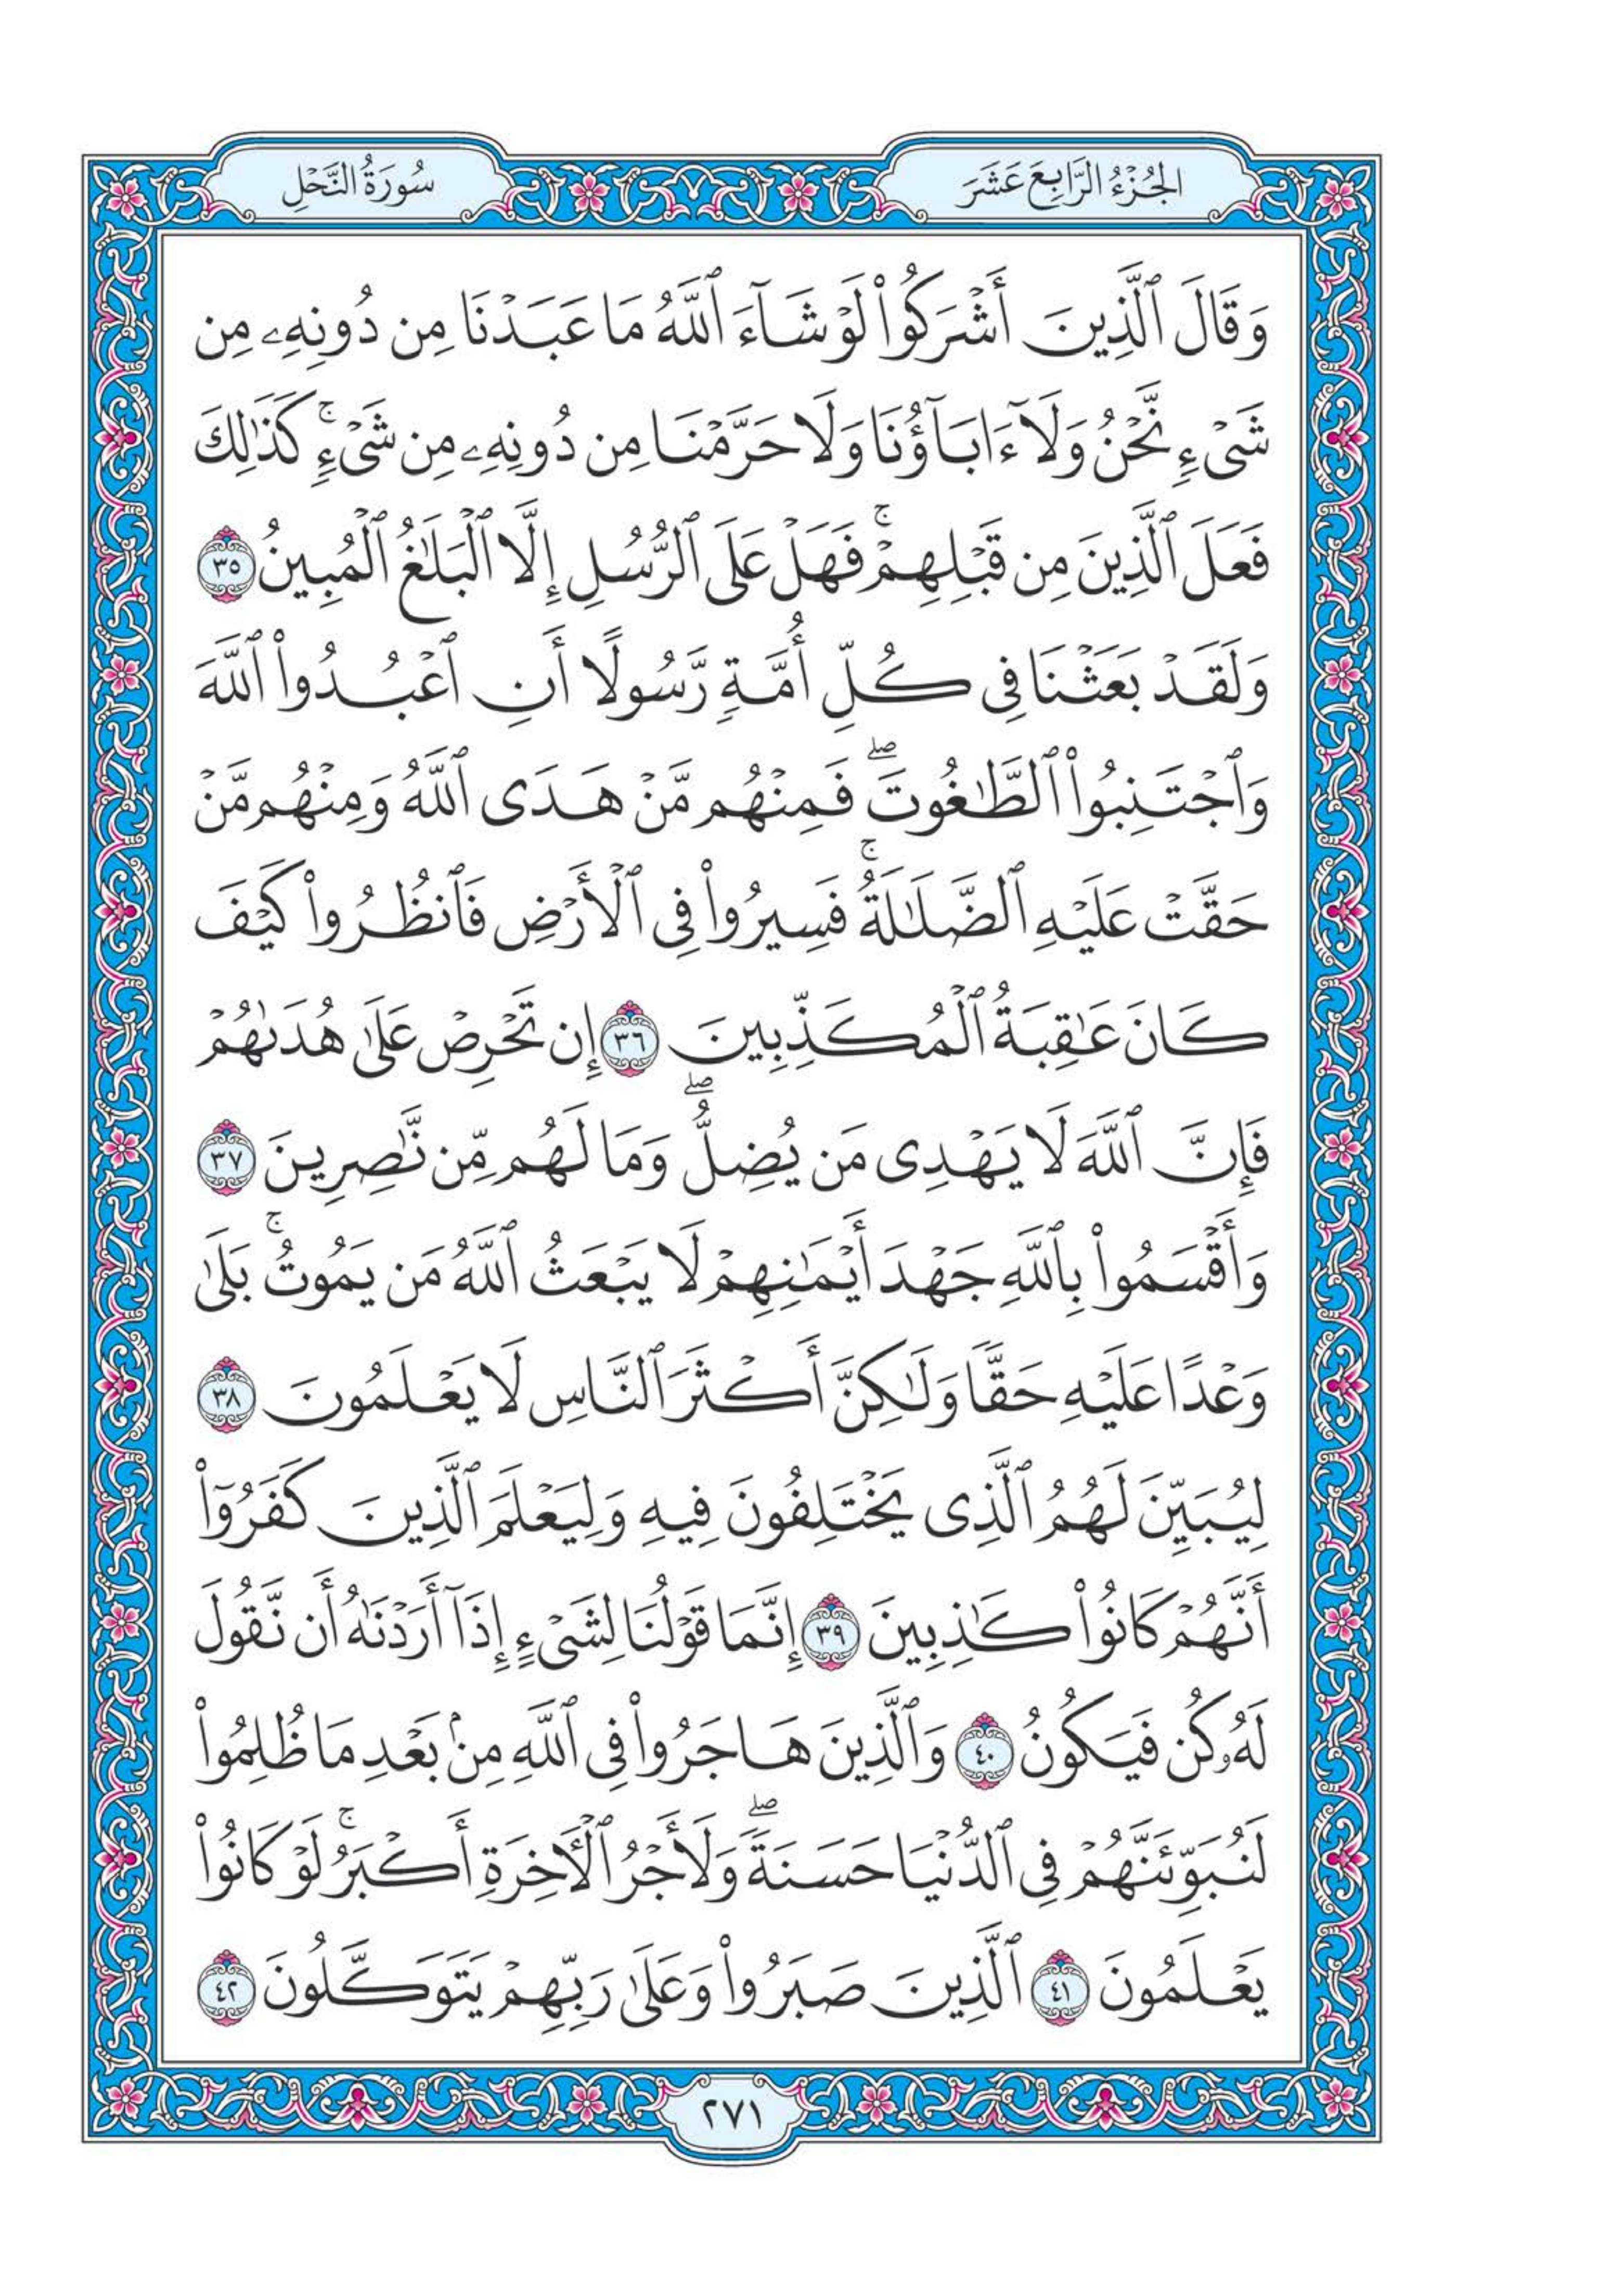 الجُزْءُ الرَّابِعَ عَشَرَ
سُورَةُ النَّحْلِ
وَقَالَ ٱلَّذِينَ أَشْرَكُوا۟ لَوْ شَآءَ ٱللَّهُ مَا عَبَدْنَا مِن دُونِهِۦ مِن
شَىْءٍ نَّحْنُ وَلَآ ءَابَآؤُنَا وَلَا حَرَّمْنَا مِن دُونِهِۦ مِن شَىْءٍ ۚ كَذَٰلِكَ
فَعَلَ ٱلَّذِينَ مِن قَبْلِهِمْ ۚ فَهَلْ عَلَى ٱلرُّسُلِ إِلَّا ٱلْبَلَٰغُ ٱلْمُبِينُ ٣٥
وَلَقَدْ بَعَثْنَا فِى كُلِّ أُمَّةٍ رَّسُولًا أَنِ ٱعْبُدُوا۟ ٱللَّهَ
وَٱجْتَنِبُوا۟ ٱلطَّٰغُوتَ ۖ فَمِنْهُم مَّنْ هَدَى ٱللَّهُ وَمِنْهُم مَّنْ
حَقَّتْ عَلَيْهِ ٱلضَّلَٰلَةُ ۚ فَسِيرُوا۟ فِى ٱلْأَرْضِ فَٱنظُرُوا۟ كَيْفَ
كَانَ عَٰقِبَةُ ٱلْمُكَذِّبِينَ ٣٦ إِن تَحْرِصْ عَلَىٰ هُدَىٰهُمْ
فَإِنَّ ٱللَّهَ لَا يَهْدِى مَن يُضِلُّ ۖ وَمَا لَهُم مِّن نَّٰصِرِينَ ٣٧
وَأَقْسَمُوا۟ بِٱللَّهِ جَهْدَ أَيْمَٰنِهِمْ لَا يَبْعَثُ ٱللَّهُ مَن يَمُوتُ ۚ بَلَىٰ
وَعْدًا عَلَيْهِ حَقًّا وَلَٰكِنَّ أَكْثَرَ ٱلنَّاسِ لَا يَعْلَمُونَ ٣٨
لِيُبَيِّنَ لَهُمُ ٱلَّذِى يَخْتَلِفُونَ فِيهِ وَلِيَعْلَمَ ٱلَّذِينَ كَفَرُوٓا۟
أَنَّهُمْ كَانُوا۟ كَٰذِبِينَ ٣٩ إِنَّمَا قَوْلُنَا لِشَىْءٍ إِذَآ أَرَدْنَٰهُ أَن نَّقُولَ
لَهُۥ كُن فَيَكُونُ ٤٠ وَٱلَّذِينَ هَاجَرُوا۟ فِى ٱللَّهِ مِنۢ بَعْدِ مَا ظُلِمُوا۟
لَنُبَوِّئَنَّهُمْ فِى ٱلدُّنْيَا حَسَنَةً ۖ وَلَأَجْرُ ٱلْءَاخِرَةِ أَكْبَرُ ۚ لَوْ كَانُوا۟
يَعْلَمُونَ ٤١ ٱلَّذِينَ صَبَرُوا۟ وَعَلَىٰ رَبِّهِمْ يَتَوَكَّلُونَ ٤٢
٢٧١